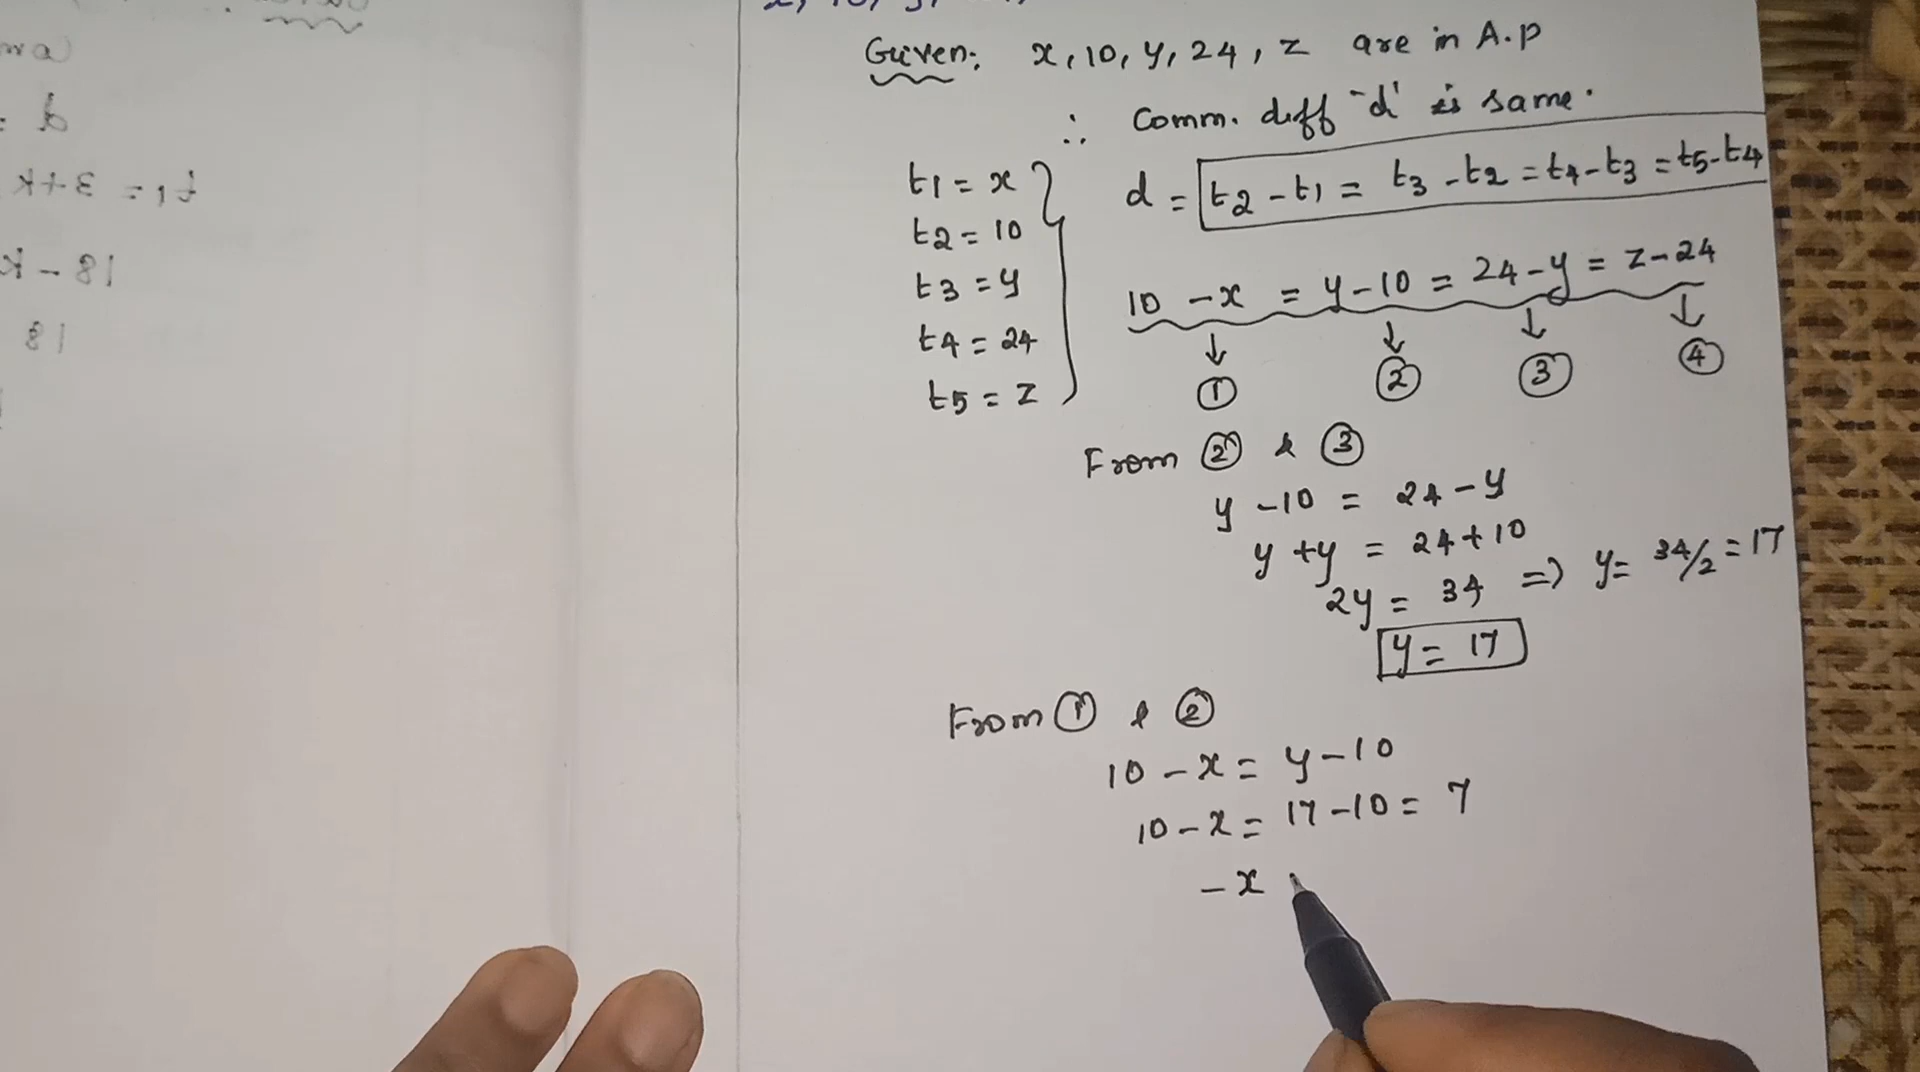 Given: x, 10, y, 24, z are in A.P
∴ Comm. diff 'd' is same.
t1 = x
t2 = 10
t3 = y
t4 = 24
t5 = z
d = t2 - t1 = t3 - t2 = t4 - t3 = t5 - t4
10 - x = y - 10 = 24 - y = z - 24
↓ ↓ ↓ ↓
① ② ③ ④
From ② & ③
y - 10 = 24 - y
y + y = 24 + 10
2y = 34 => y = 34/2 = 17
y = 17
From ① & ②
10 - x = y - 10
10 - x = 17 - 10 = 7
- x